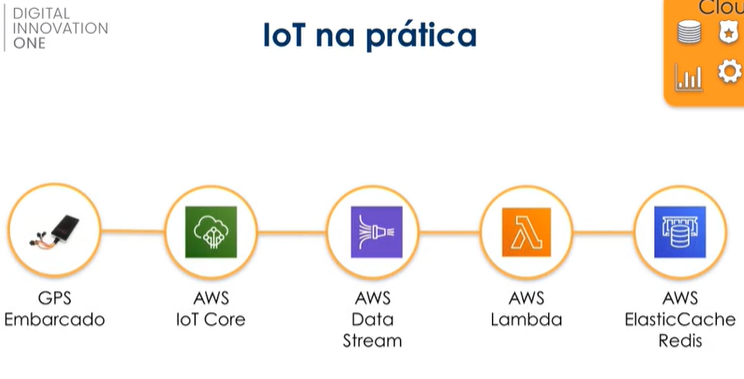 DIGITAL
INNOVATION
ONE
IoT na prática
GPS
Embarcado
AWS
IoT Core
AWS
Data
Stream
AWS
Lambda
AWS
ElasticCache
Redis